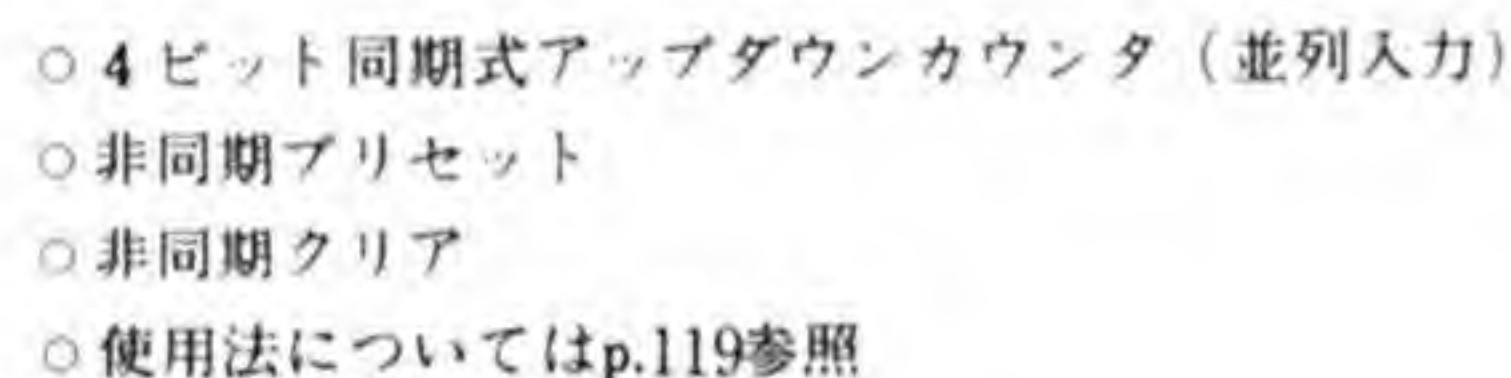 ○ 4ビット同期式アップダウンカウンタ（並列入力）
○ 非同期プリセット
○ 非同期クリア
○ 使用法についてはp.119参照